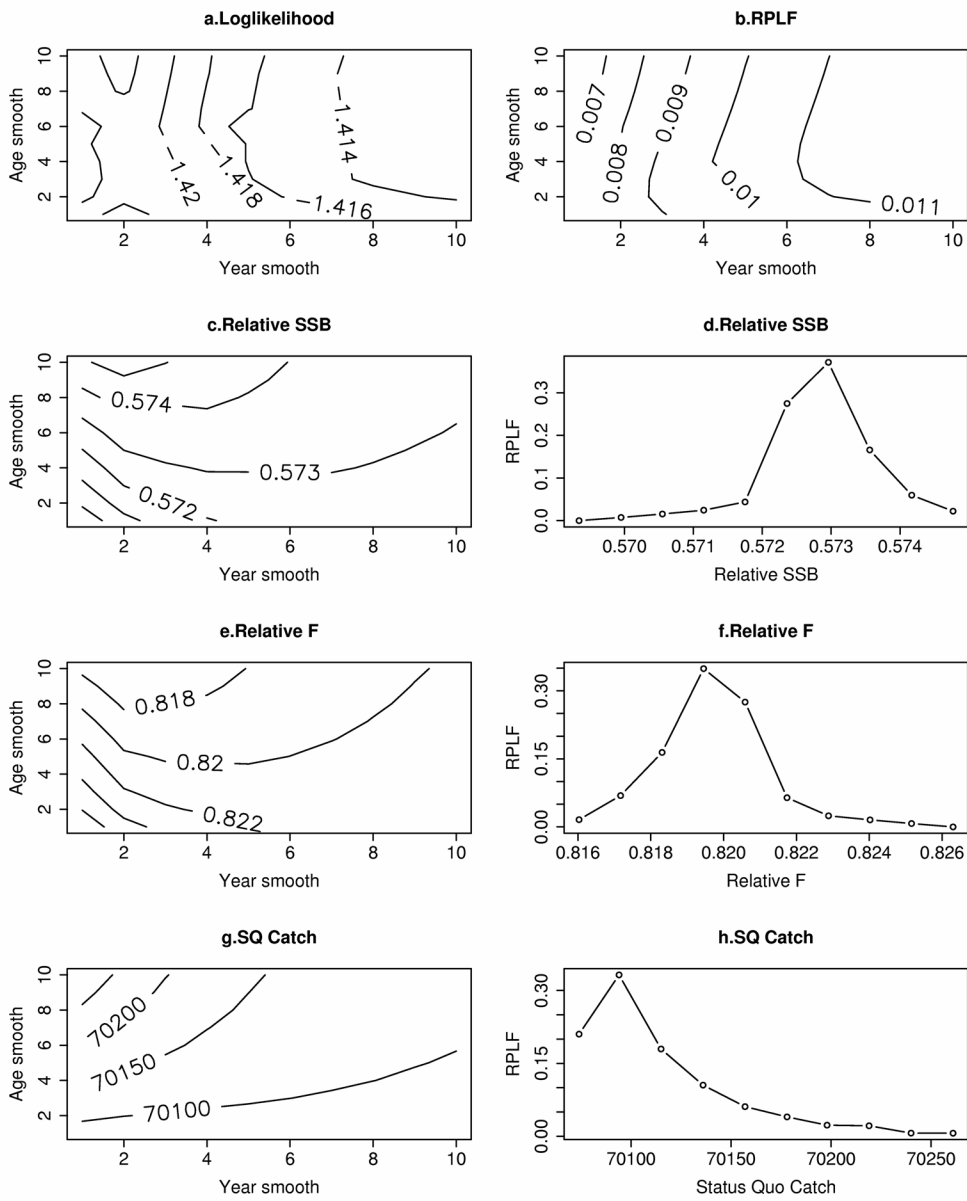 a.Loglikelihood
Age smooth
2 4 6 8 10
-1.42
-1.418
-1.416
-1.414
2 4 6 8 10
Year smooth
b.RPLF
Age smooth
2 4 6 8 10
0.007
0.008
0.009
0.01
0.011
2 4 6 8 10
Year smooth
c.Relative SSB
Age smooth
2 4 6 8 10
0.574
0.573
0.572
2 4 6 8 10
Year smooth
d.Relative SSB
RPLF
0.0 0.1 0.2 0.3
0.570 0.571 0.572 0.573 0.574
Relative SSB
e.Relative F
Age smooth
2 4 6 8 10
0.818
0.82
0.822
2 4 6 8 10
Year smooth
f.Relative F
RPLF
0.00 0.15 0.30
0.816 0.818 0.820 0.822 0.824 0.826
Relative F
g.SQ Catch
Age smooth
2 4 6 8 10
70200
70150
70100
2 4 6 8 10
Year smooth
h.SQ Catch
RPLF
0.00 0.15 0.30
70100 70150 70200 70250
Status Quo Catch